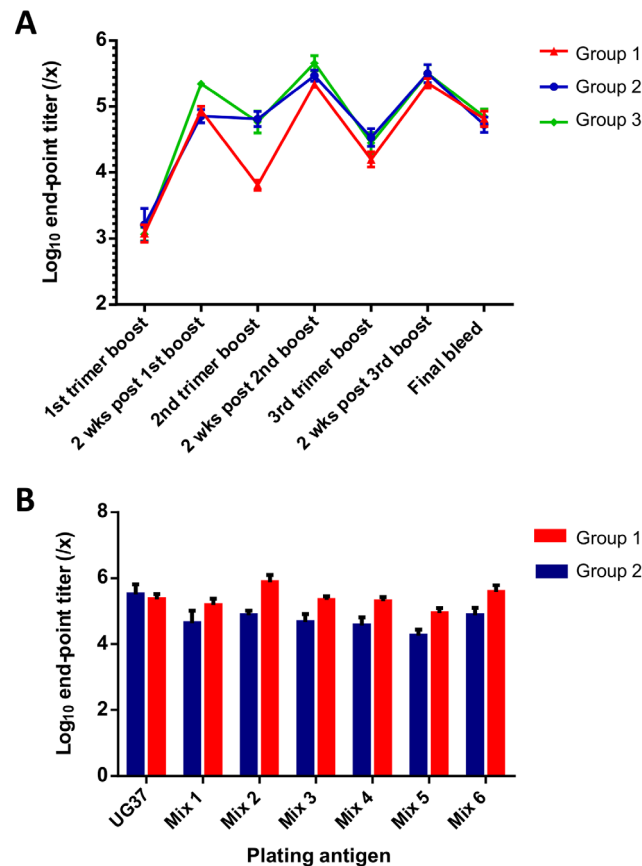 A
Log10 end-point titer (/x)
6
5
4
3
2
1st trimer boost
2 wks post 1st boost
2nd trimer boost
2 wks post 2nd boost
3rd trimer boost
2 wks post 3rd boost
Final bleed
Group 1
Group 2
Group 3
B
Log10 end-point titer (/x)
8
6
4
2
0
UG37
Mix 1
Mix 2
Mix 3
Mix 4
Mix 5
Mix 6
Plating antigen
Group 1
Group 2